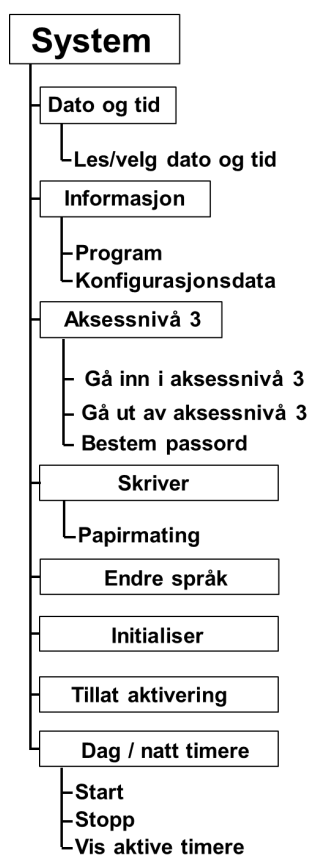 System
Dato og tid
Les/velg dato og tid
Informasjon
Program
Konfigurasjonsdata
Aksessnivå 3
Gå inn i aksessnivå 3
Gå ut av aksessnivå 3
Bestem passord
Skriver
Papirmating
Endre språk
Initialiser
Tillat aktivering
Dag / natt timere
Start
Stopp
Vis aktive timere